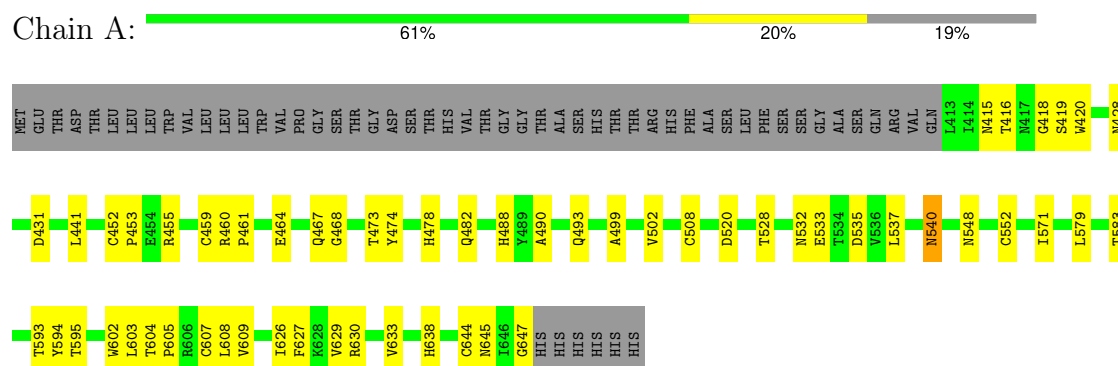 Chain A:
61% 20% 19%
MET GLU THR ASP THR LEU LEU LEU TRP VAL LEU LEU LEU TRP VAL PRO GLY SER THR GLY ASP SER THR HIS VAL THR GLY GLY THR ALA SER HIS THR THR ARG HIS PHE ALA SER LEU PHE SER SER GLY ALA SER GLN ARG VAL GLN L413 I414 N415 T416 N417 G418 S419 W420 N428
D431 L441 C452 P453 E454 R455 C459 R460 P461 E464 Q467 G468 T473 Y474 H478 Q482 H488 Y489 A490 Q493 A499 V502 C508 D520 T528 N532 E533 T534 D535 V536 L537 N540 N548 C552 I571 L579 T583
T593 Y594 T595 W602 L603 T604 P605 R606 C607 L608 V609 I626 F627 K628 V629 R630 V633 H638 C644 N645 I646 G647 HIS HIS HIS HIS HIS HIS